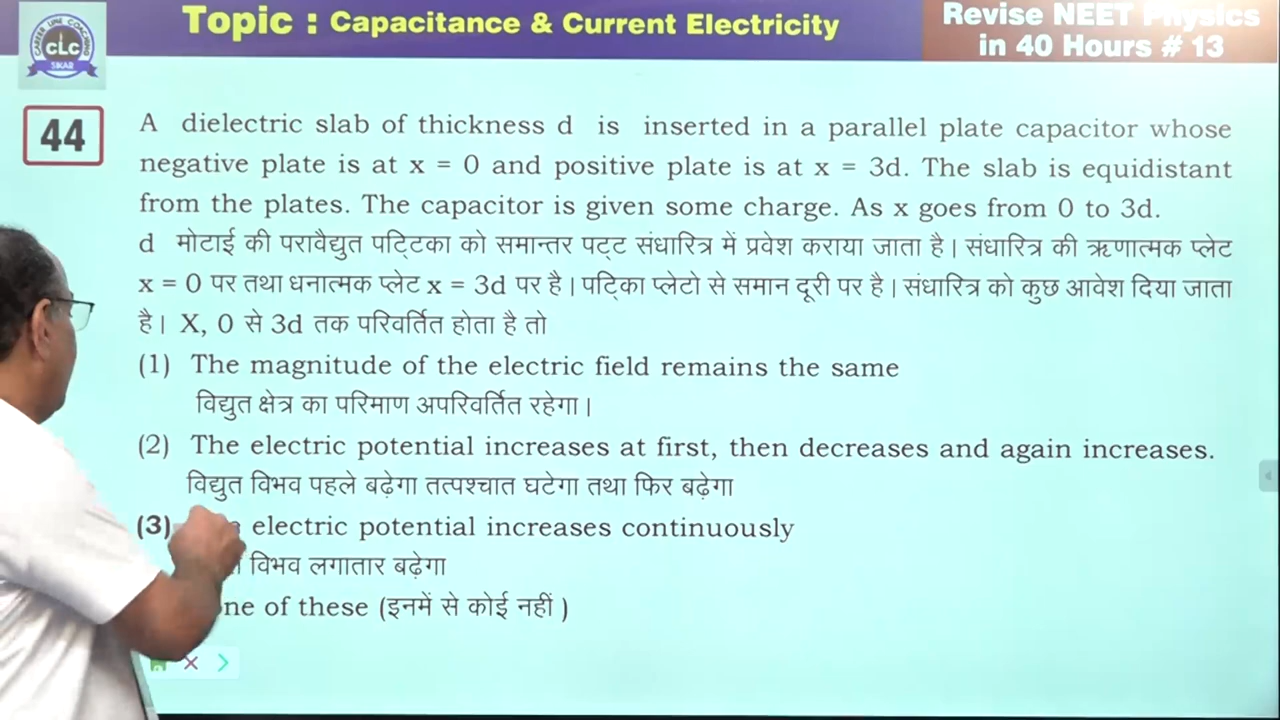 Topic : Capacitance & Current Electricity
Revise NEET Physics
in 40 Hours # 13
CAREER LINE COACHING
CLC
SIKAR
44
A dielectric slab of thickness d is inserted in a parallel plate capacitor whose
negative plate is at x = 0 and positive plate is at x = 3d. The slab is equidistant
from the plates. The capacitor is given some charge. As x goes from 0 to 3d.
d मोटाई की परावैद्युत पट्टिका को समान्तर पट्ट संधारित्र में प्रवेश कराया जाता है। संधारित्र की ऋणात्मक प्लेट
x = 0 पर तथा धनात्मक प्लेट x = 3d पर है। पट्टिका प्लेटो से समान दूरी पर है। संधारित्र को कुछ आवेश दिया जाता
है। X, 0 से 3d तक परिवर्तित होता है तो
(1) The magnitude of the electric field remains the same
विद्युत क्षेत्र का परिमाण अपरिवर्तित रहेगा।
(2) The electric potential increases at first, then decreases and again increases.
विद्युत विभव पहले बढ़ेगा तत्पश्चात घटेगा तथा फिर बढ़ेगा
(3) electric potential increases continuously
विभव लगातार बढ़ेगा
ne of these (इनमें से कोई नहीं )